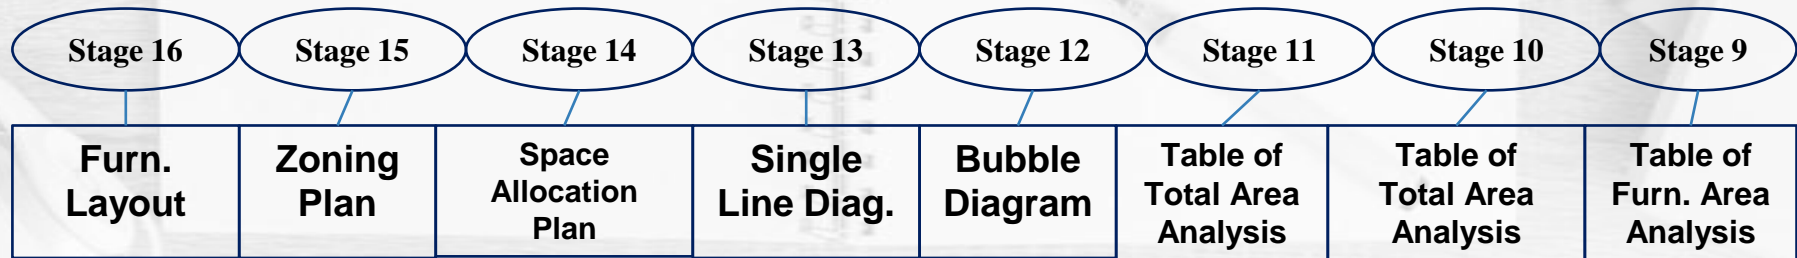 Stage 16
Stage 15
Stage 14
Stage 13
Stage 12
Stage 11
Stage 10
Stage 9
Furn.
Layout
Zoning
Plan
Space
Allocation
Plan
Single
Line Diag.
Bubble
Diagram
Table of
Total Area
Analysis
Table of
Total Area
Analysis
Table of
Furn. Area
Analysis